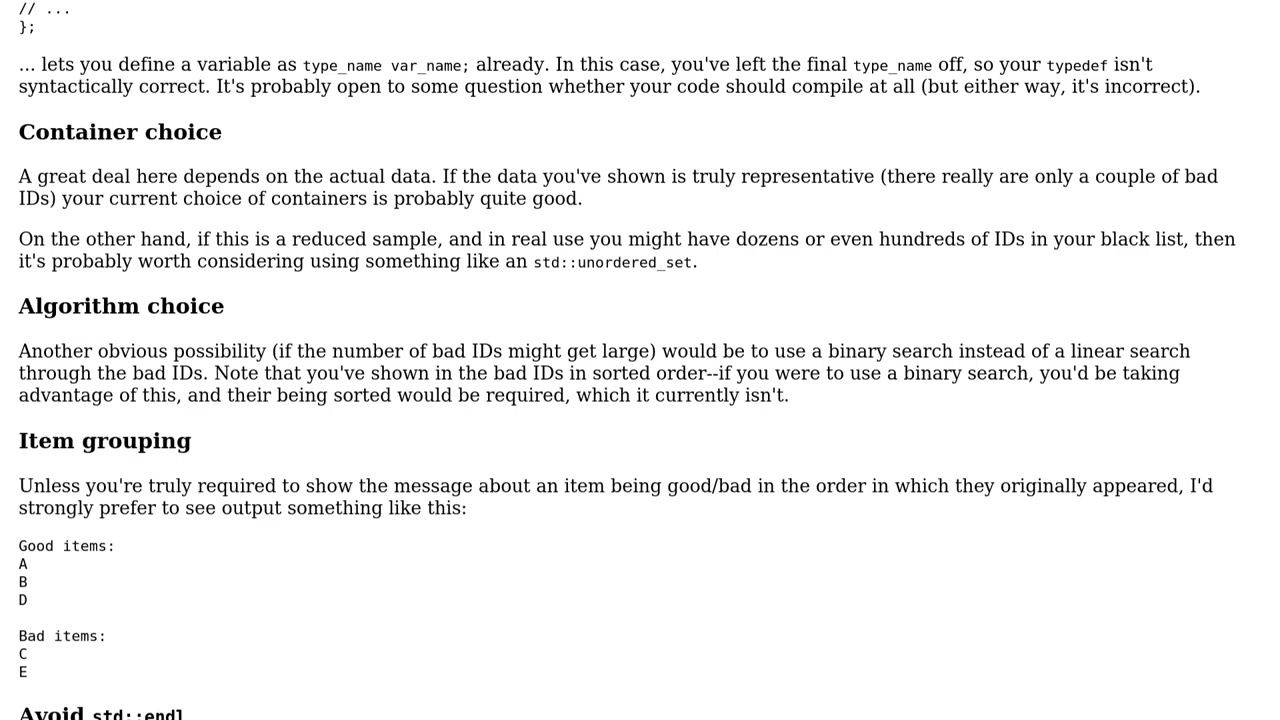 // ...
};
... lets you define a variable as type_name var_name; already. In this case, you've left the final type_name off, so your typedef isn't
syntactically correct. It's probably open to some question whether your code should compile at all (but either way, it's incorrect).
Container choice
A great deal here depends on the actual data. If the data you've shown is truly representative (there really are only a couple of bad
IDs) your current choice of containers is probably quite good.
On the other hand, if this is a reduced sample, and in real use you might have dozens or even hundreds of IDs in your black list, then
it's probably worth considering using something like an std::unordered_set.
Algorithm choice
Another obvious possibility (if the number of bad IDs might get large) would be to use a binary search instead of a linear search
through the bad IDs. Note that you've shown in the bad IDs in sorted order--if you were to use a binary search, you'd be taking
advantage of this, and their being sorted would be required, which it currently isn't.
Item grouping
Unless you're truly required to show the message about an item being good/bad in the order in which they originally appeared, I'd
strongly prefer to see output something like this:
Good items:
A
B
D
Bad items:
C
E
Avoid std::endl